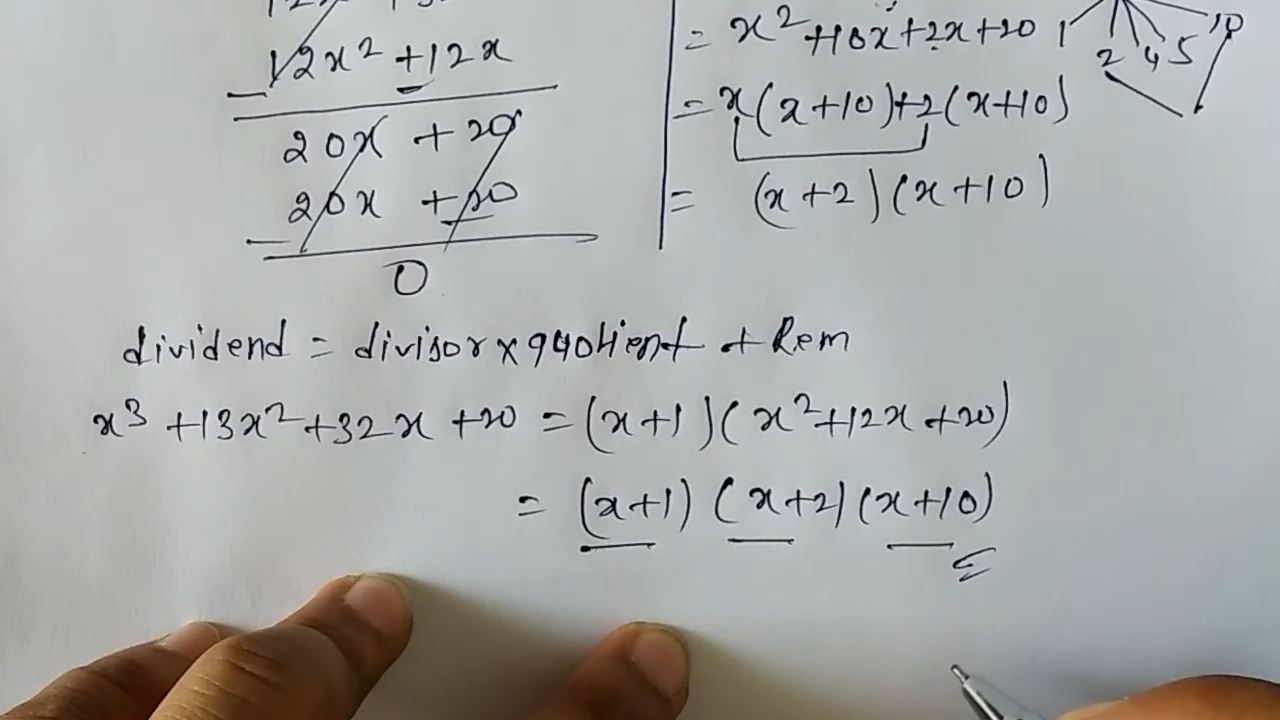 12x² +12x
20x +20
20x +20
0
= x² +10x+2x+20
1 2 4 5 10
= x(x+10)+2(x+10)
= (x+2)(x+10)
dividend = divisor x quotient + Rem
x³ +13x²+32x +20 = (x+1)(x²+12x+20)
= (x+1) (x+2) (x+10)